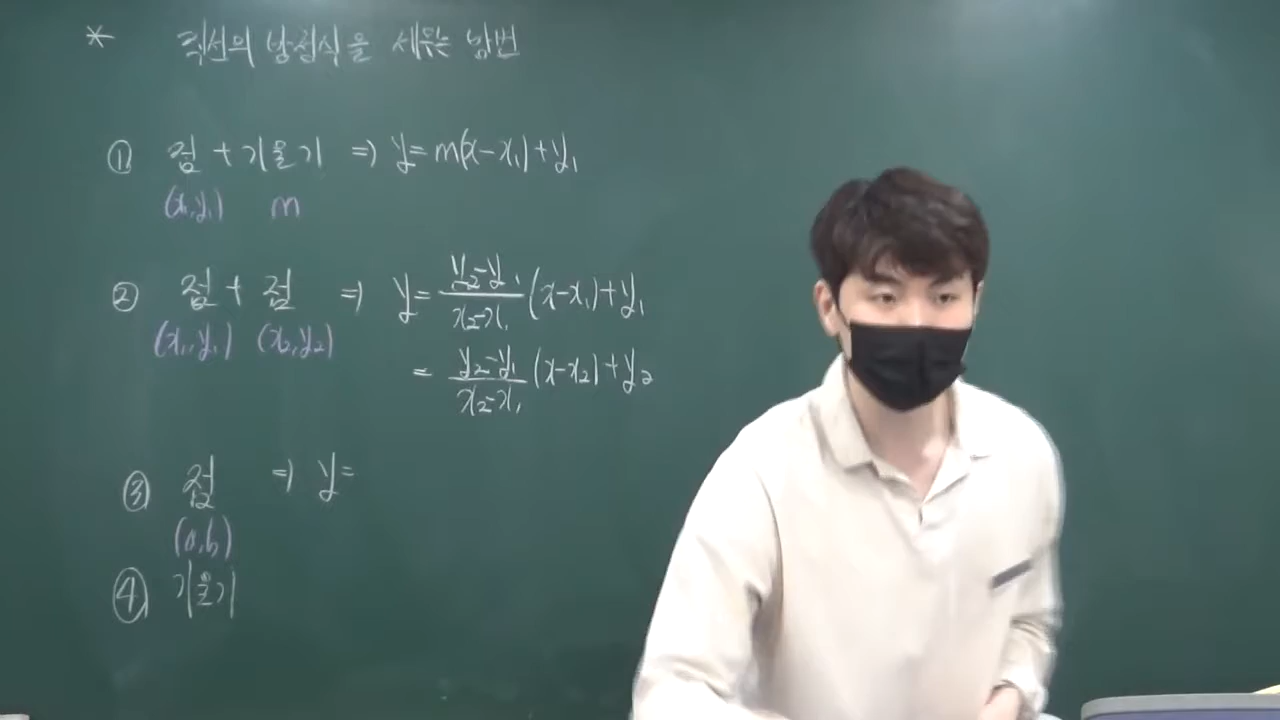 * 직선의 방정식을 세우는 방법
① 점 + 기울기 ⇒ y = m(x-x₁)+y₁
(x₁,y₁) m
② 점 + 점 ⇒ y = \frac{y₂-y₁}{x₂-x₁}(x-x₁)+y₁
(x₁,y₁) (x₂,y₂)
= \frac{y₂-y₁}{x₂-x₁}(x-x₂)+y₂
③ 점 ⇒ y=
(a,b)
④ 기울기